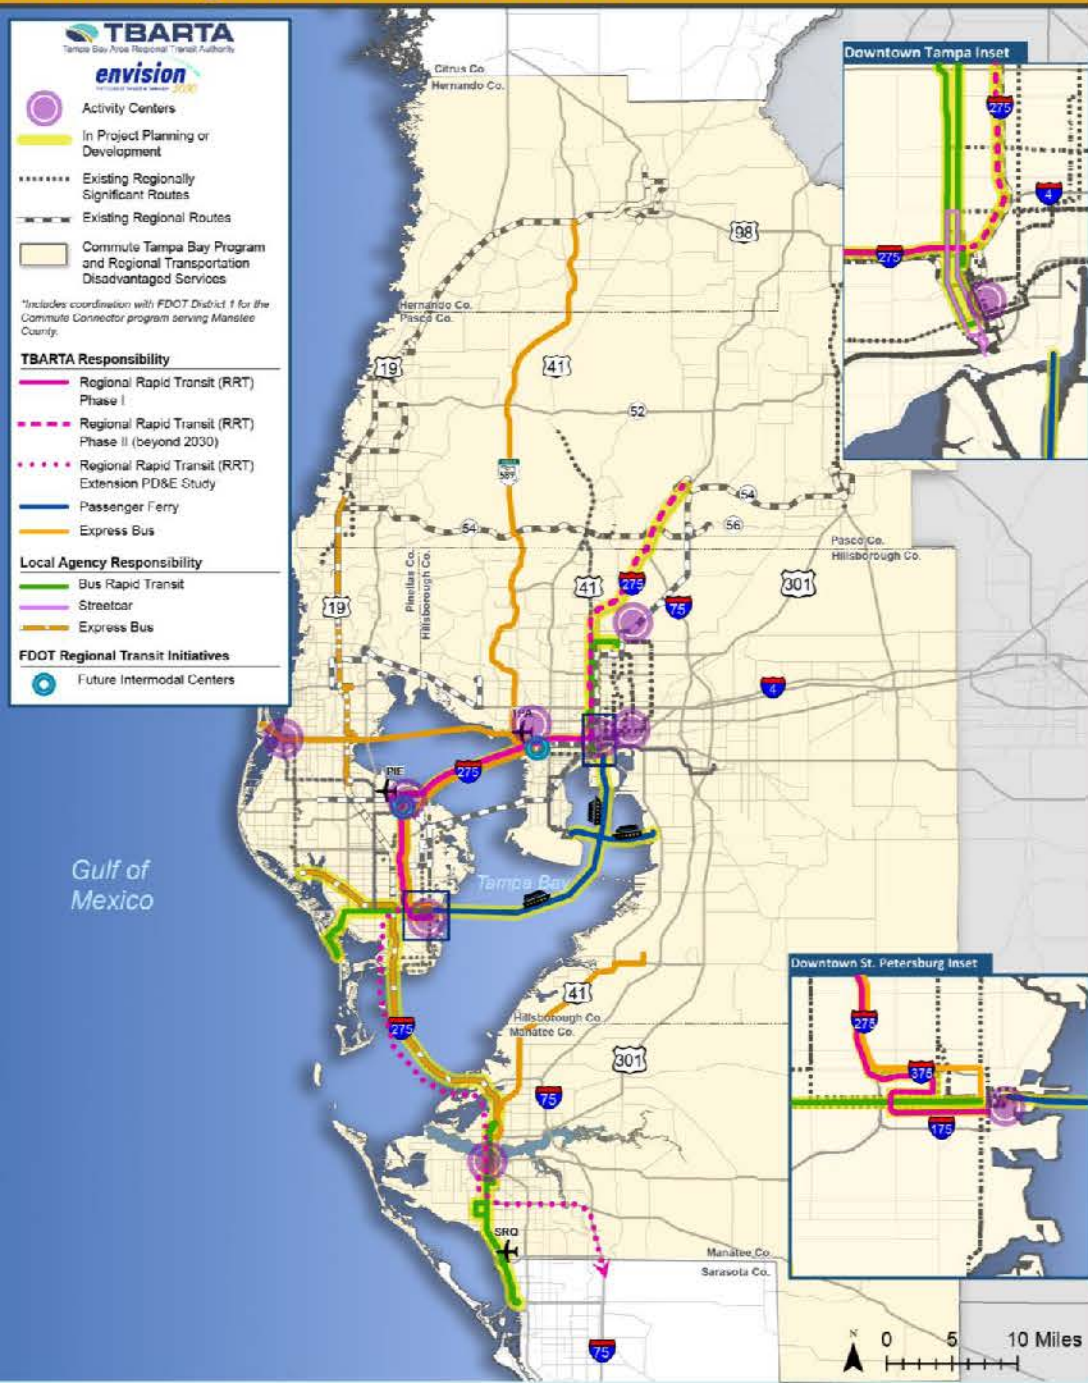 TBARTA
Tampa Bay Area Regional Transit Authority
envision
2030
Activity Centers
In Project Planning or
Development
Existing Regionally
Significant Routes
Existing Regional Routes
Commute Tampa Bay Program
and Regional Transportation
Disadvantaged Services
*Includes coordination with FDOT District 1 for the
Commute Connector program serving Manatee
County.
TBARTA Responsibility
Regional Rapid Transit (RRT)
Phase I
Regional Rapid Transit (RRT)
Phase II (beyond 2030)
Regional Rapid Transit (RRT)
Extension PD&E Study
Passenger Ferry
Express Bus
Local Agency Responsibility
Bus Rapid Transit
Streetcar
Express Bus
FDOT Regional Transit Initiatives
Future Intermodal Centers
Citrus Co.
Hernando Co.
98
Hernando Co.
Pasco Co.
19
41
52
589
54
54
56
Pasco Co.
Hillsborough Co.
Pinellas Co.
Hillsborough Co.
19
41
275
75
301
4
PIE
275
Gulf of
Mexico
Tampa Bay
41
Hillsborough Co.
Manatee Co.
275
301
75
SRQ
Manatee Co.
Sarasota Co.
75
Downtown Tampa Inset
275
4
275
Downtown St. Petersburg Inset
275
375
175
N
0 5 10 Miles